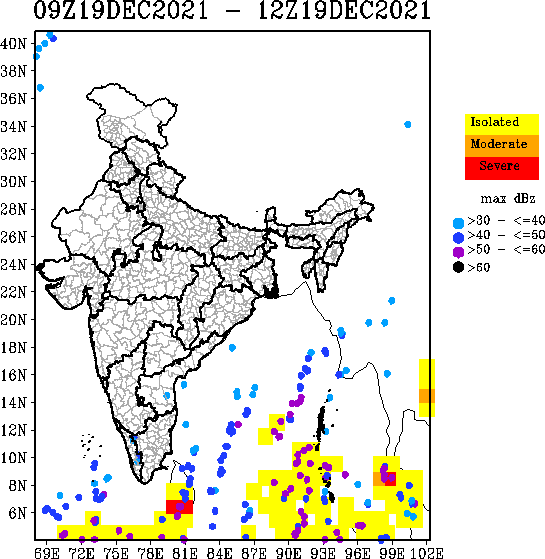 09Z19DEC2021 - 12Z19DEC2021
40N
38N
36N
34N
32N
30N
28N
26N
24N
22N
20N
18N
16N
14N
12N
10N
8N
6N
69E 72E 75E 78E 81E 84E 87E 90E 93E 96E 99E 102E
Isolated
Moderate
Severe
max dBz
>30 - <=40
>40 - <=50
>50 - <=60
>60